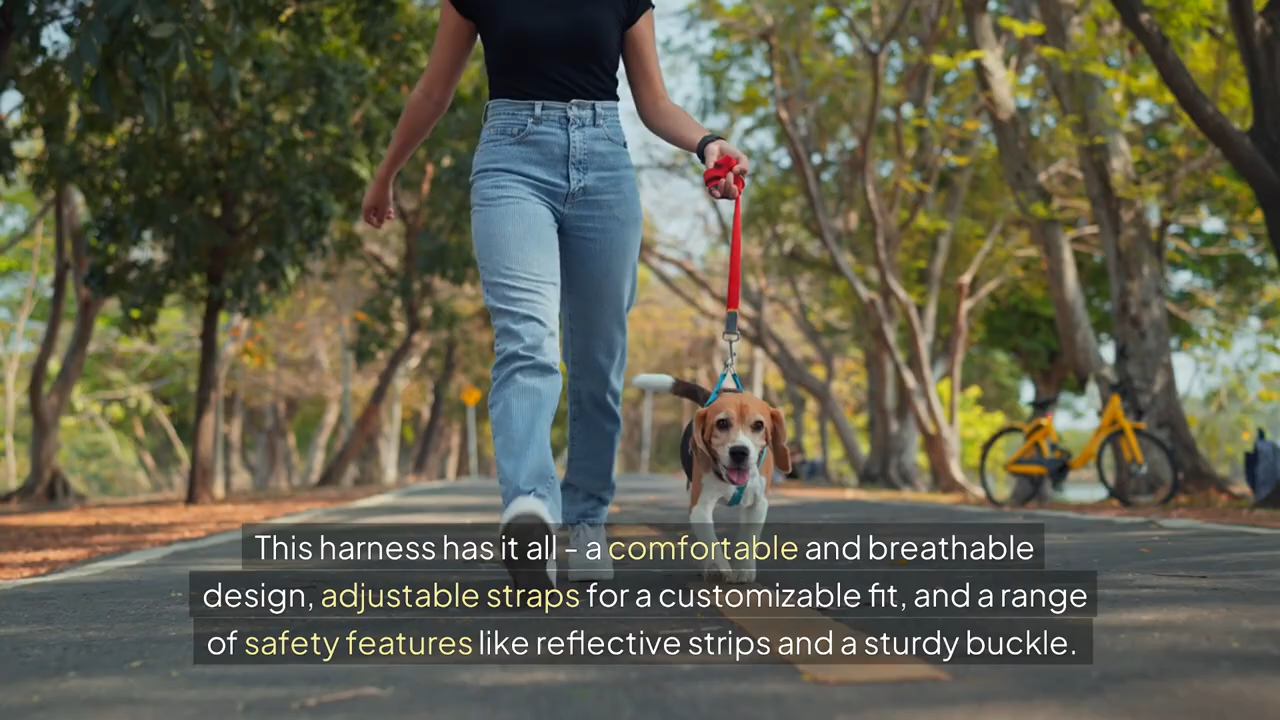 This harness has it all - a comfortable and breathable
design, adjustable straps for a customizable fit, and a range
of safety features like reflective strips and a sturdy buckle.